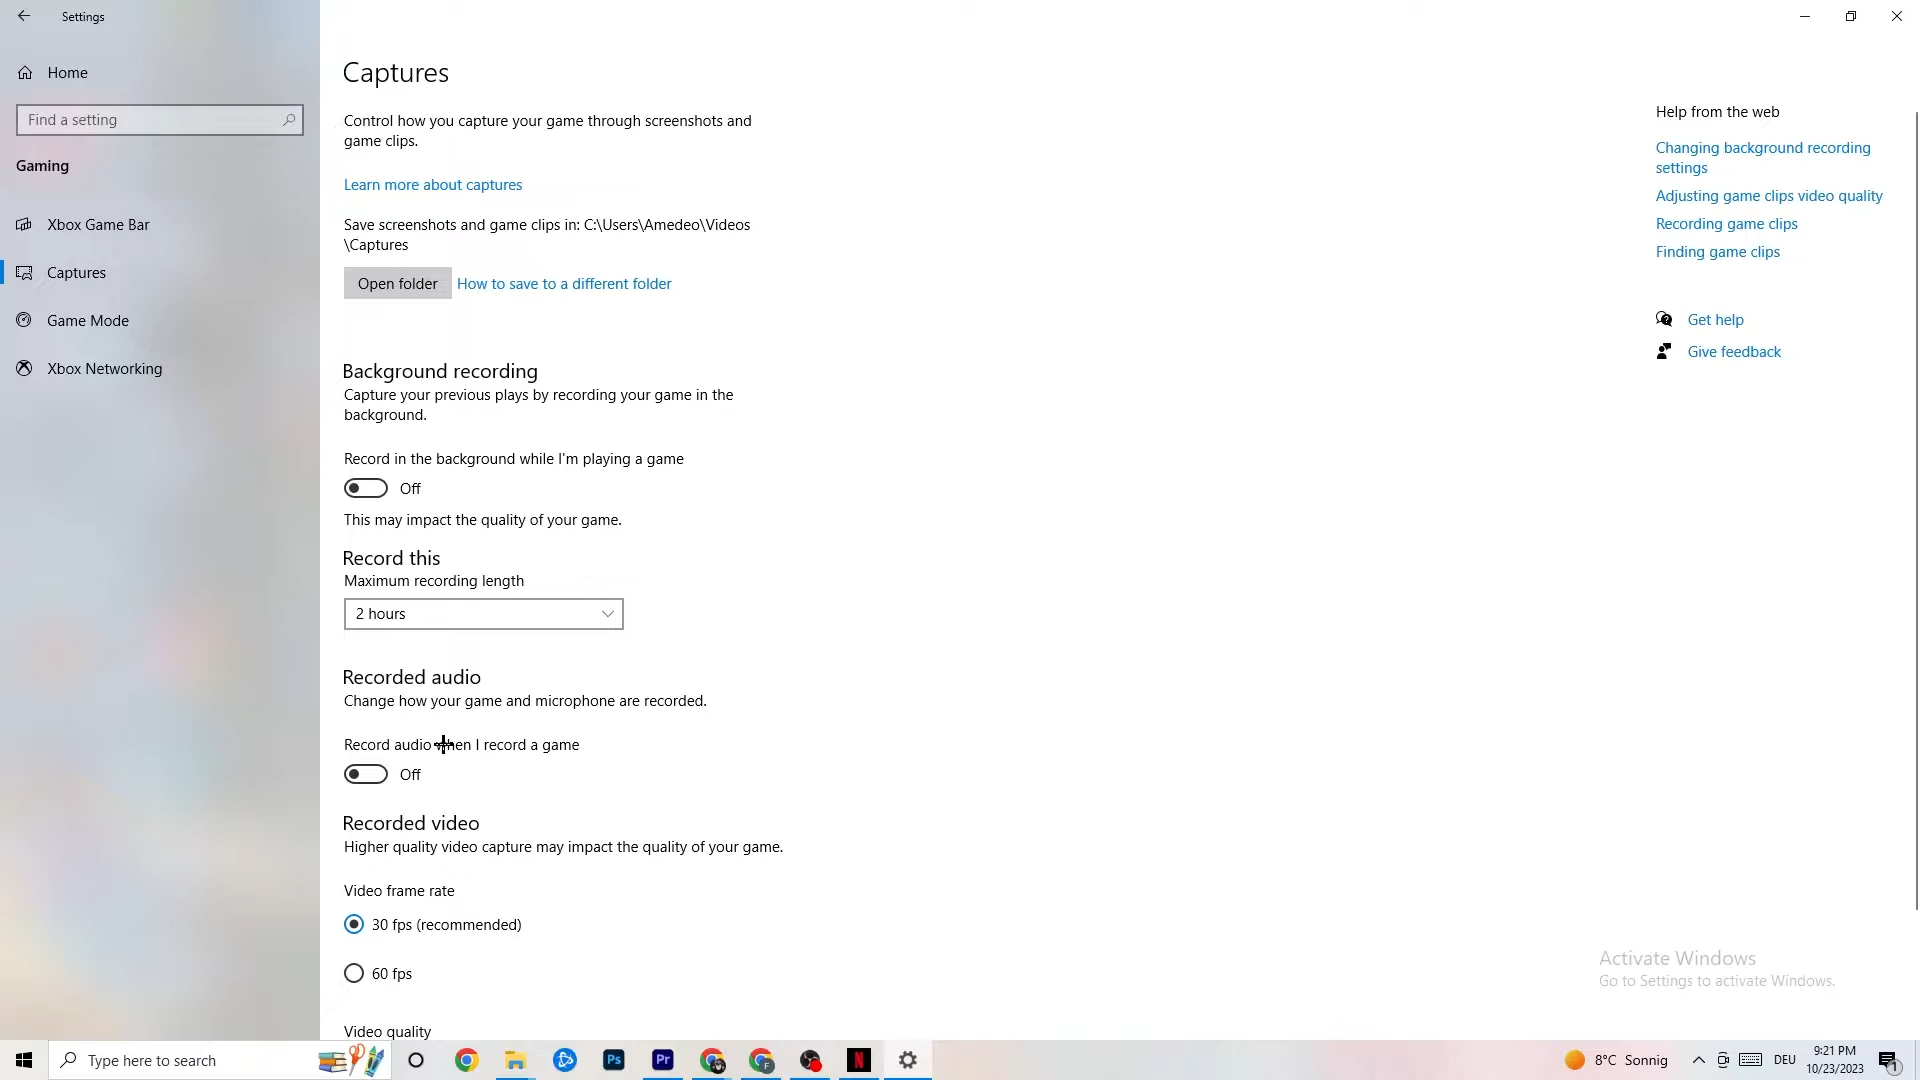 Settings
Home
Find a setting
Gaming
Xbox Game Bar
Captures
Game Mode
Xbox Networking
Captures
Control how you capture your game through screenshots and
game clips.
Learn more about captures
Save screenshots and game clips in: C:\Users\Amedeo\Videos
\Captures
Open folder
How to save to a different folder
Background recording
Capture your previous plays by recording your game in the
background.
Record in the background while I'm playing a game
Off
This may impact the quality of your game.
Record this
Maximum recording length
2 hours
Recorded audio
Change how your game and microphone are recorded.
Record audio when I record a game
Off
Recorded video
Higher quality video capture may impact the quality of your game.
Video frame rate
30 fps (recommended)
60 fps
Video quality
Help from the web
Changing background recording
settings
Adjusting game clips video quality
Recording game clips
Finding game clips
Get help
Give feedback
Activate Windows
Go to Settings to activate Windows.
Type here to search
Ps
Pr
F
N
8°C Sonnig
DEU
9:21 PM
10/23/2023
1